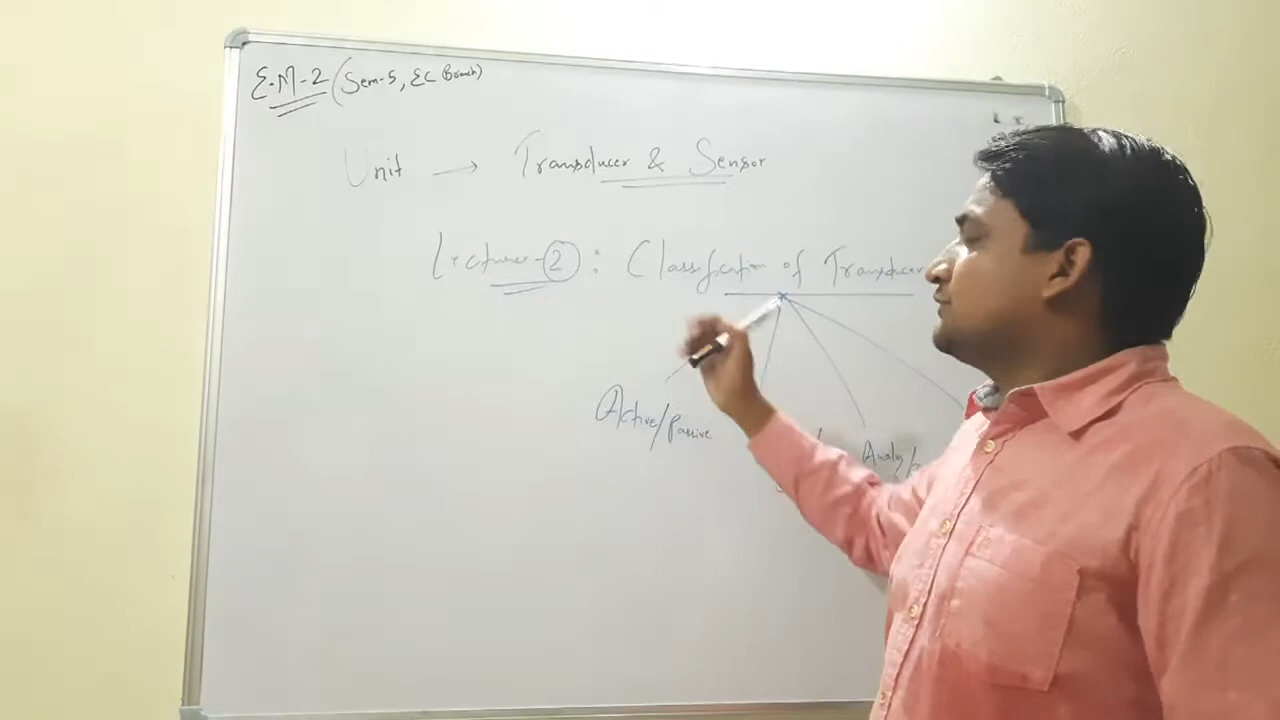 E.M-2 (Sem-5, EC Branch)
Unit → Transducer & Sensor
Lecture-2 : Classification of Transducer
Active/Passive
Analog/